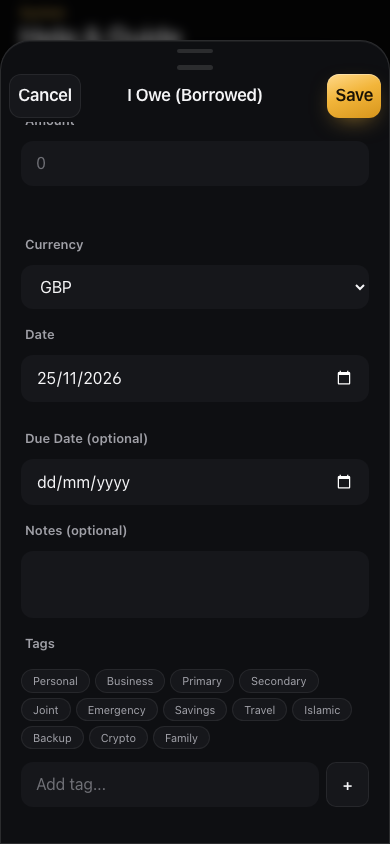 Cancel
I Owe (Borrowed)
Save
Amount
0
Currency
GBP
Date
25/11/2026
Due Date (optional)
dd/mm/yyyy
Notes (optional)
Tags
Personal Business Primary Secondary
Joint Emergency Savings Travel Islamic
Backup Crypto Family
Add tag...
+